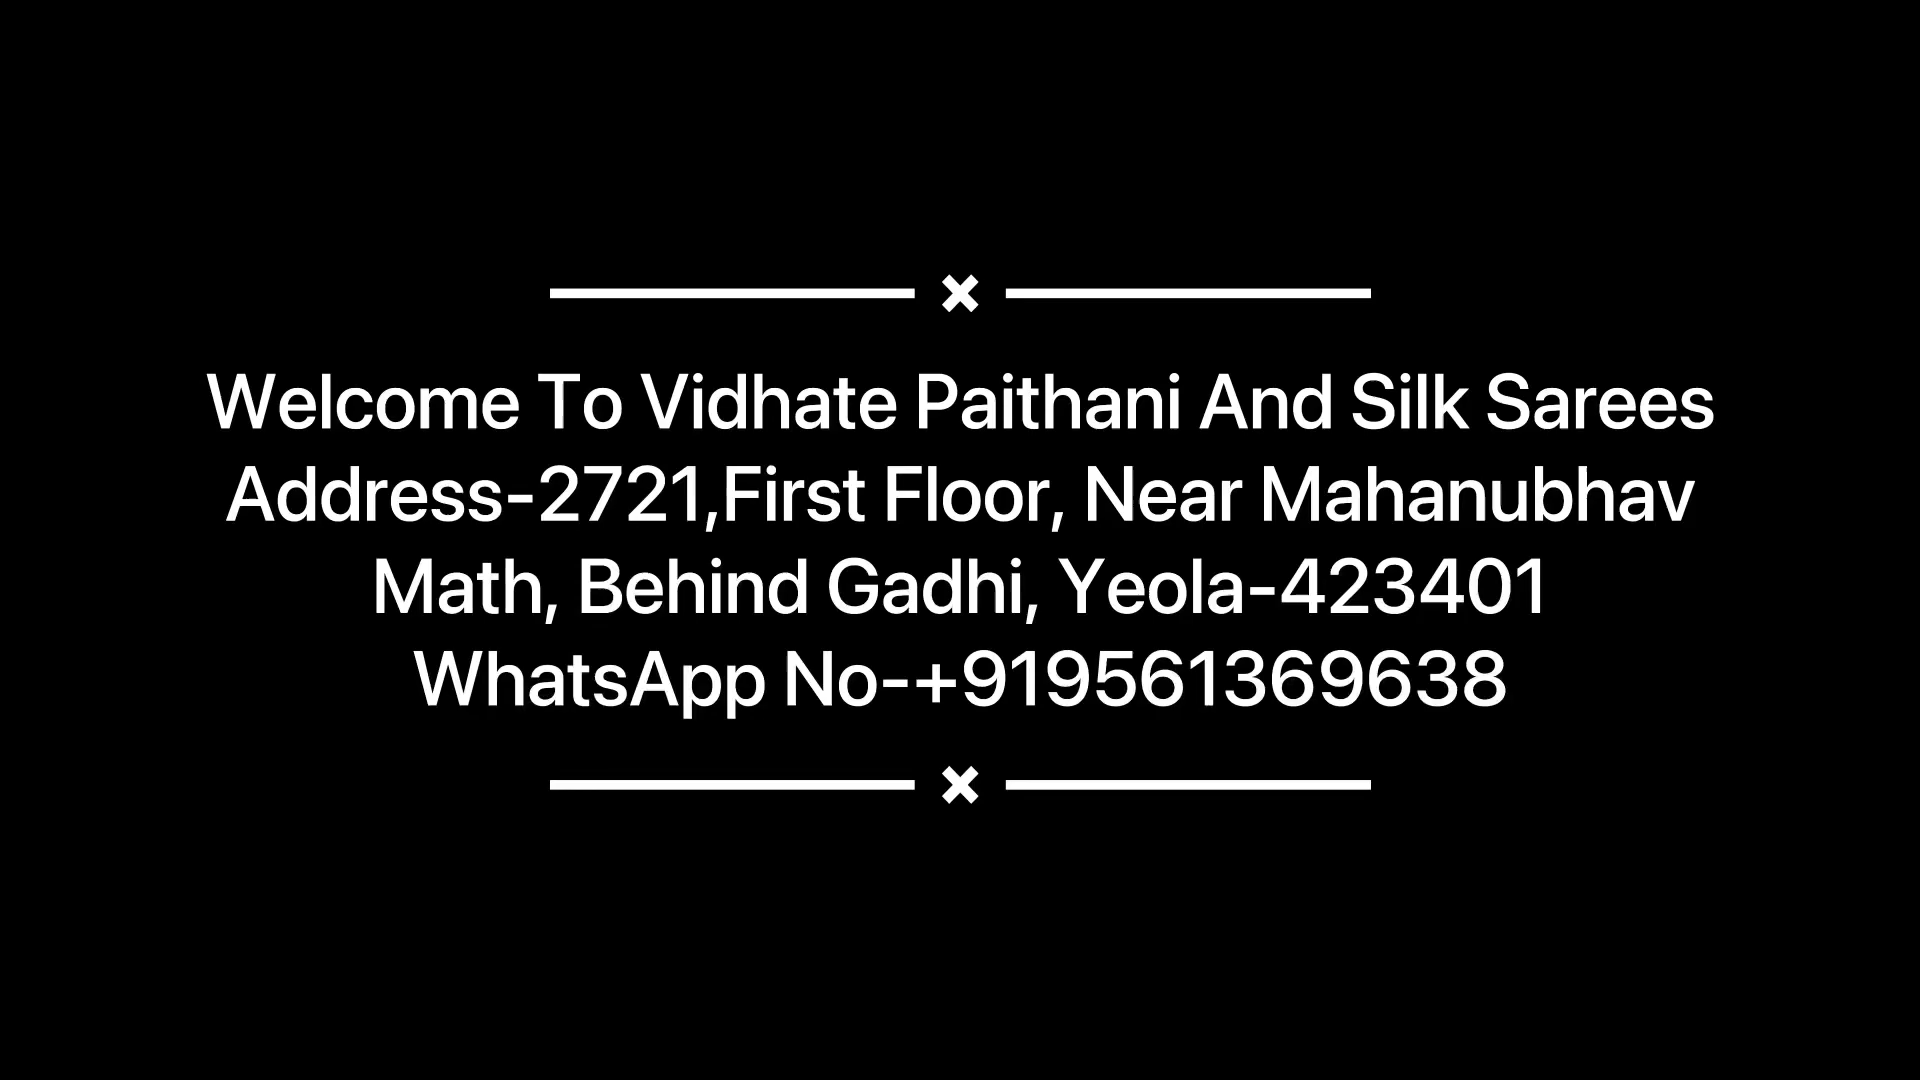 Welcome To Vidhate Paithani And Silk Sarees
Address-2721,First Floor, Near Mahanubhav
Math, Behind Gadhi, Yeola-423401
WhatsApp No-+919561369638